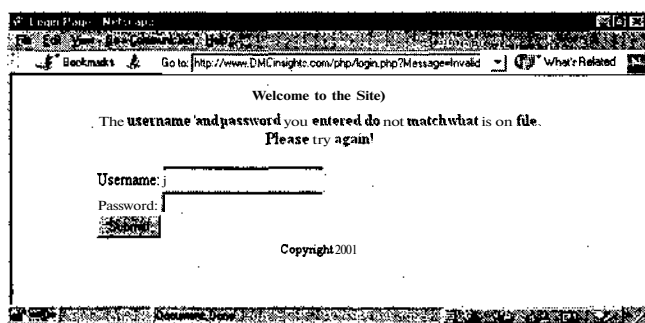 Login Page - Netscape
Bookmarks Go to: http://www.DMCinsights.com/php/login.php?Message=Invalid What's Related
Welcome to the Site)
The username 'and password you entered do not match what is on file.
Please try again!
Username: j
Password:
Submit
Copyright 2001
Document: Done